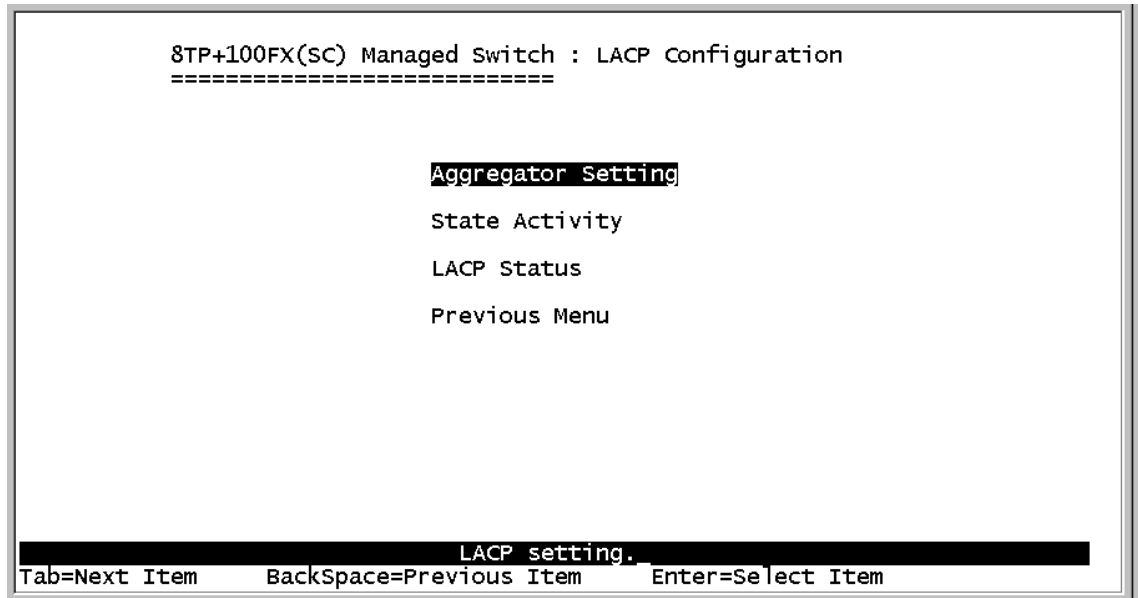 8TP+100FX(SC) Managed Switch : LACP Configuration
============================
Aggregator Setting
State Activity
LACP Status
Previous Menu
LACP setting._
Tab=Next Item BackSpace=Previous Item Enter=Select Item